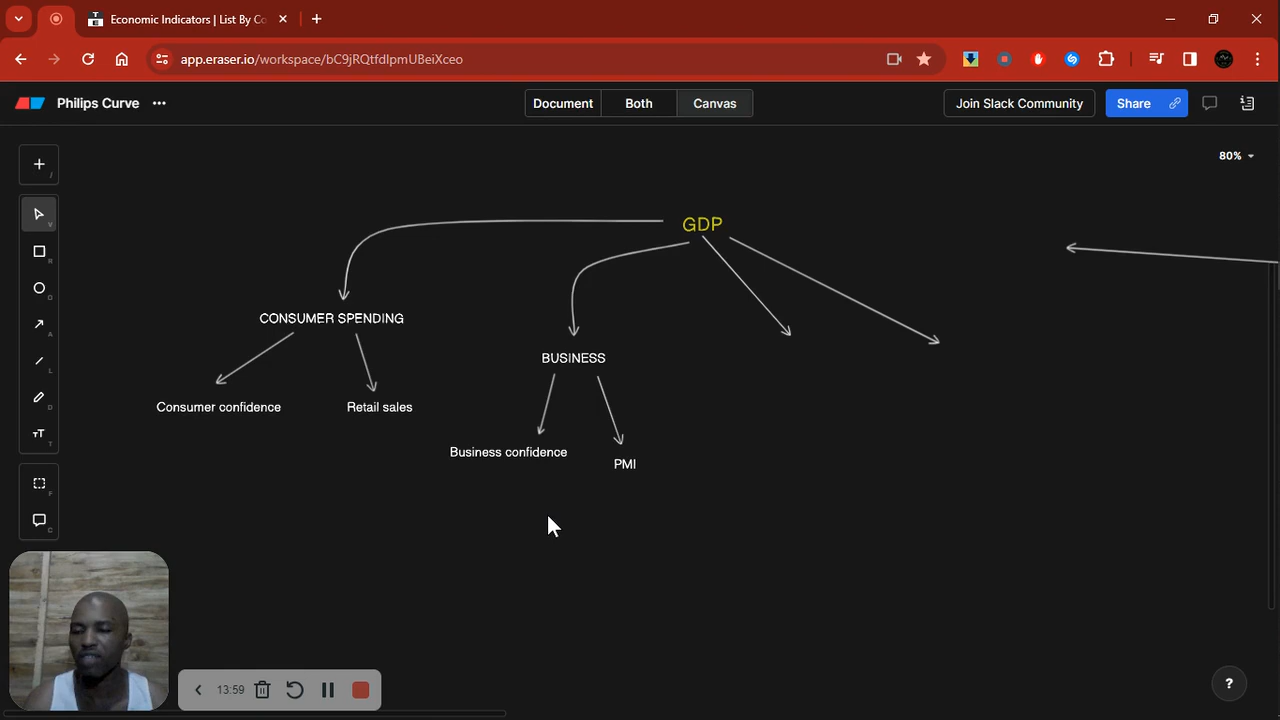 Economic Indicators | List By Co
app.eraser.io/workspace/bC9jRQtfdIpmUBeiXceo
Philips Curve
Document
Both
Canvas
Join Slack Community
Share
80%
GDP
CONSUMER SPENDING
BUSINESS
Consumer confidence
Retail sales
Business confidence
PMI
13:59
?